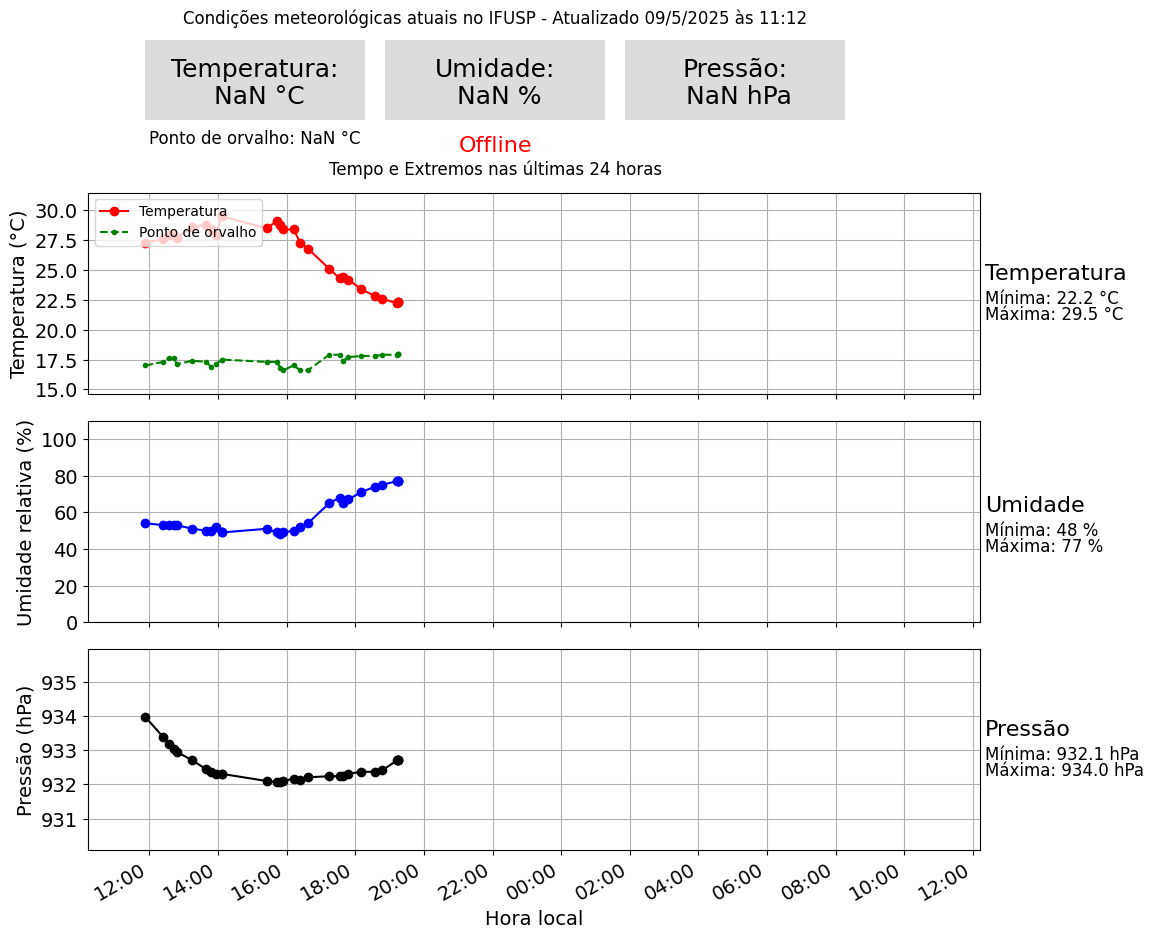 Condições meteorológicas atuais no IFUSP - Atualizado 09/5/2025 às 11:12
Temperatura:
NaN °C
Umidade:
NaN %
Pressão:
NaN hPa
Ponto de orvalho: NaN °C
Offline
Tempo e Extremos nas últimas 24 horas
Temperatura (°C)
30.0
27.5
25.0
22.5
20.0
17.5
15.0
Temperatura
Ponto de orvalho
Temperatura
Mínima: 22.2 °C
Máxima: 29.5 °C
Umidade relativa (%)
100
80
60
40
20
0
Umidade
Mínima: 48 %
Máxima: 77 %
Pressão (hPa)
935
934
933
932
931
Pressão
Mínima: 932.1 hPa
Máxima: 934.0 hPa
12:00
14:00
16:00
18:00
20:00
22:00
00:00
02:00
04:00
06:00
08:00
10:00
12:00
Hora local